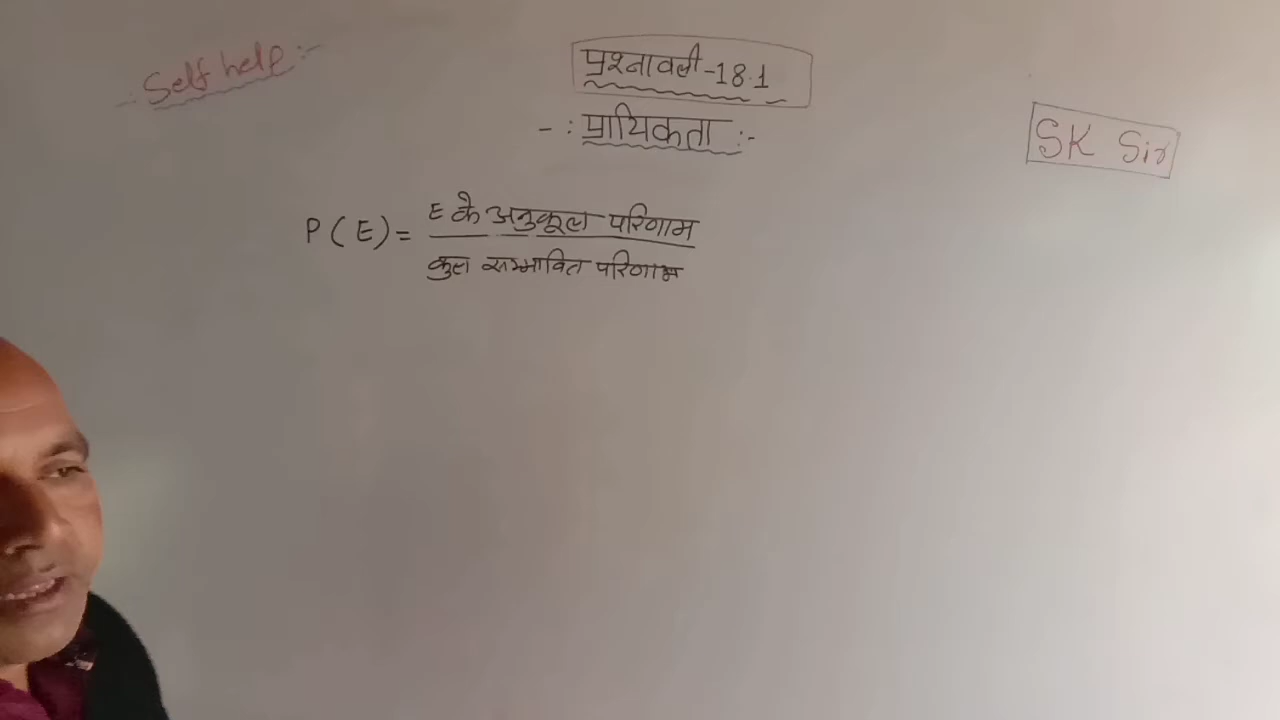 Self help :-
प्रश्नावली-18.1
-: प्रायिकता :-
SK Sir
P(E) = E के अनुकूल परिणाम
कुल सम्भावित परिणाम